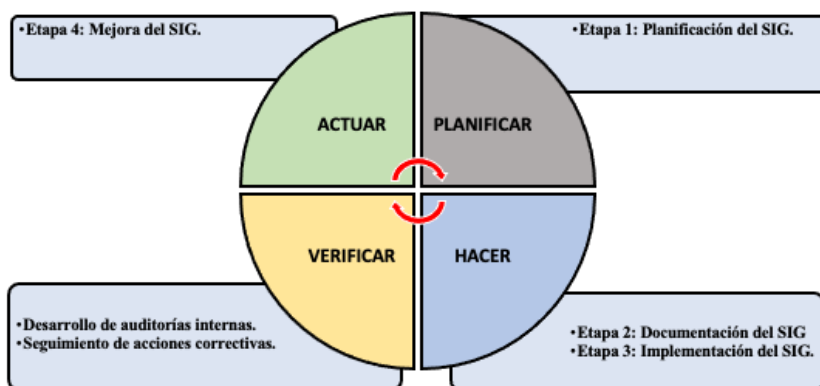 •Etapa 4: Mejora del SIG.
•Etapa 1: Planificación del SIG.
ACTUAR
PLANIFICAR
VERIFICAR
HACER
•Desarrollo de auditorías internas.
•Seguimiento de acciones correctivas.
•Etapa 2: Documentación del SIG
•Etapa 3: Implementación del SIG.